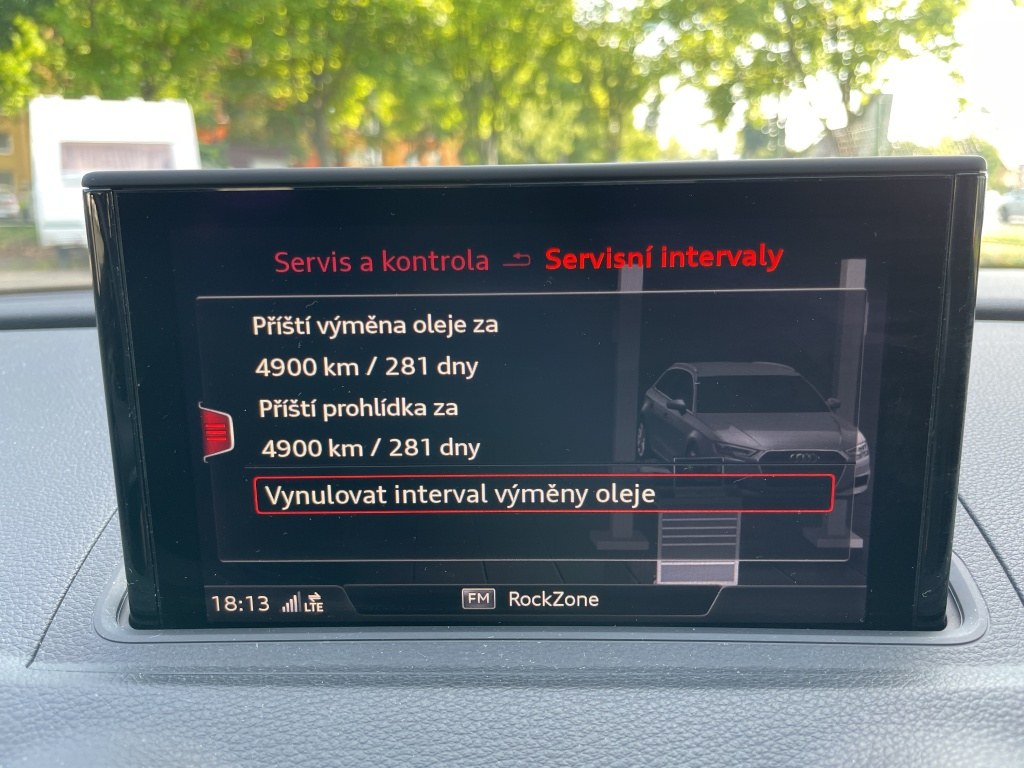 Servis a kontrola Servisní intervaly
Příští výměna oleje za
4900 km / 281 dny
Příští prohlídka za
4900 km / 281 dny
Vynulovat interval výměny oleje
18:13 LTE FM RockZone